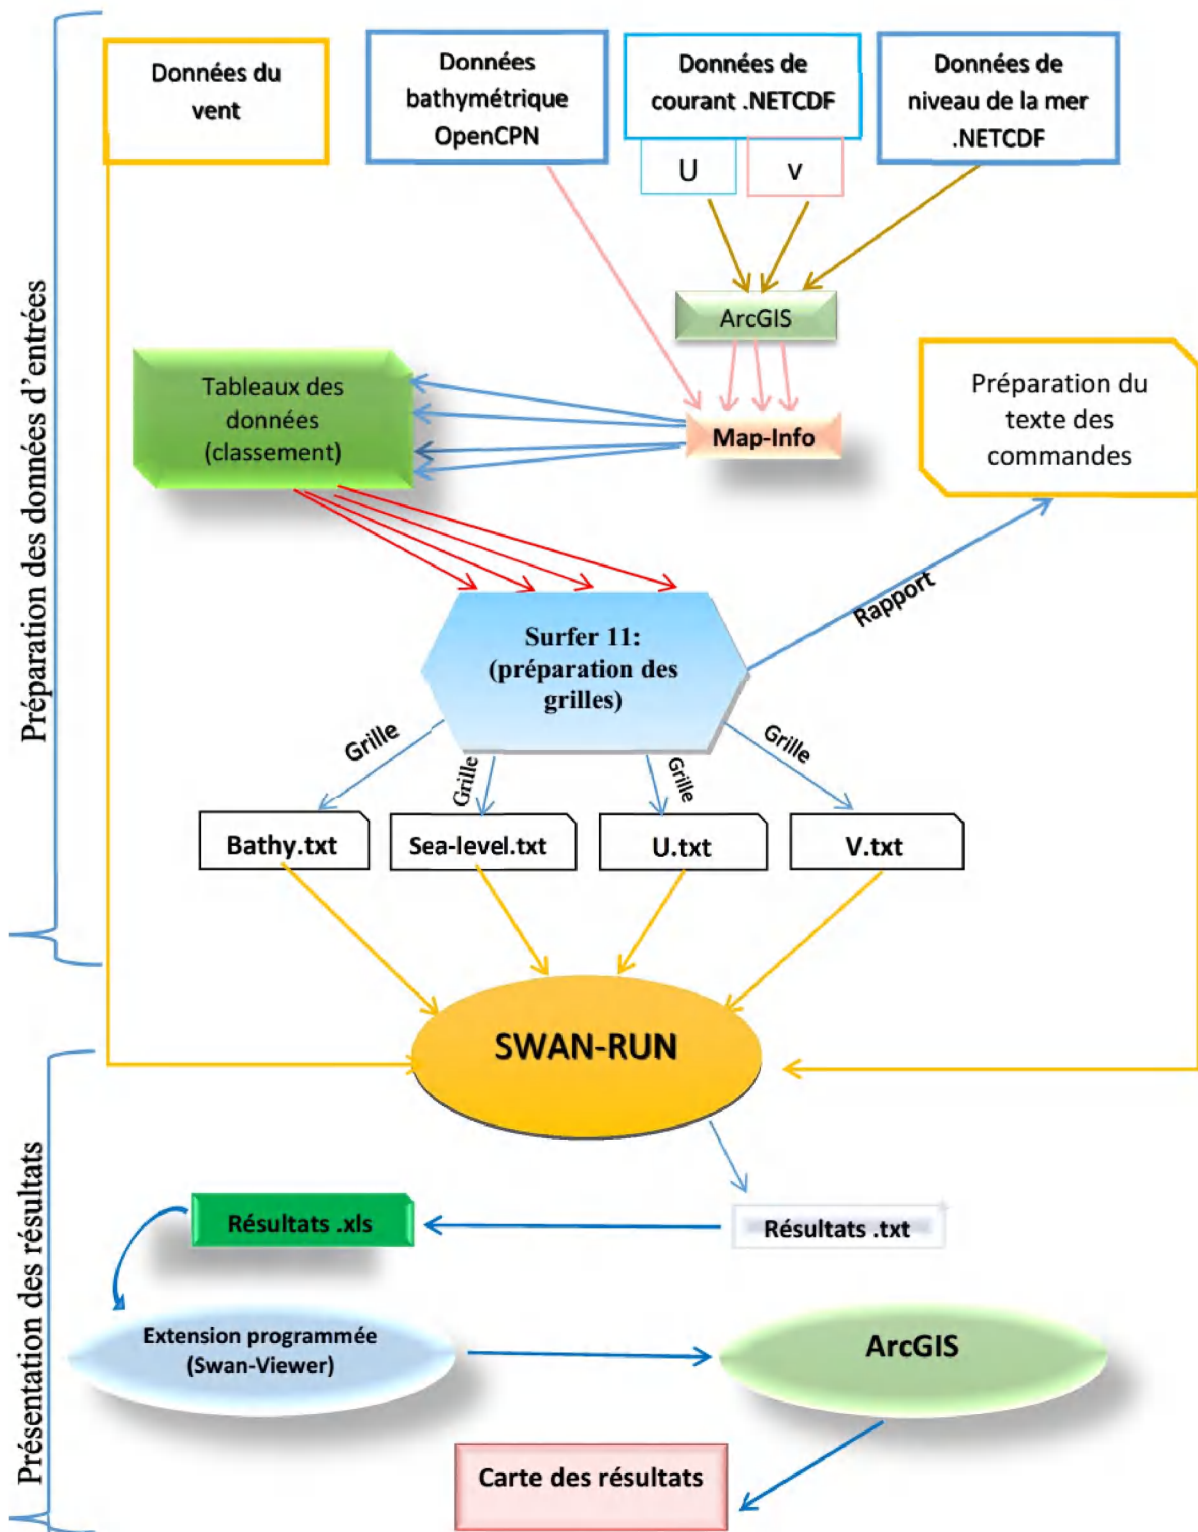 Préparation des données d'entrées
Données du
vent
Données
bathymétrique
OpenCPN
Données de
courant .NETCDF
U
v
Données de
niveau de la mer
.NETCDF
ArcGIS
Tableaux des
données
(classement)
Map-Info
Préparation du
texte des
commandes
Surfer 11:
(préparation des
grilles)
Rapport
Grille
Grille
Grille
Grille
Bathy.txt
Sea-level.txt
U.txt
V.txt
SWAN-RUN
Présentation des résultats
Résultats .xls
Résultats .txt
Extension programmée
(Swan-Viewer)
ArcGIS
Carte des résultats